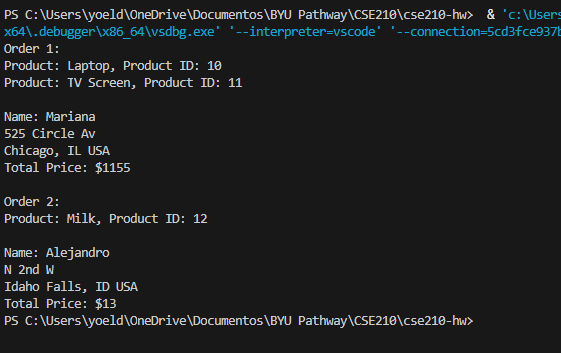 PS C:\Users\yoeld\OneDrive\Documentos\BYU Pathway\CSE210\cse210-hw>  & 'c:\Users
x64\.debugger\x86_64\vsdbg.exe' '--interpreter=vscode' '--connection=5cd3fce937b
Order 1:
Product: Laptop, Product ID: 10
Product: TV Screen, Product ID: 11
Name: Mariana
525 Circle Av
Chicago, IL USA
Total Price: $1155
Order 2:
Product: Milk, Product ID: 12
Name: Alejandro
N 2nd W
Idaho Falls, ID USA
Total Price: $13
PS C:\Users\yoeld\OneDrive\Documentos\BYU Pathway\CSE210\cse210-hw>